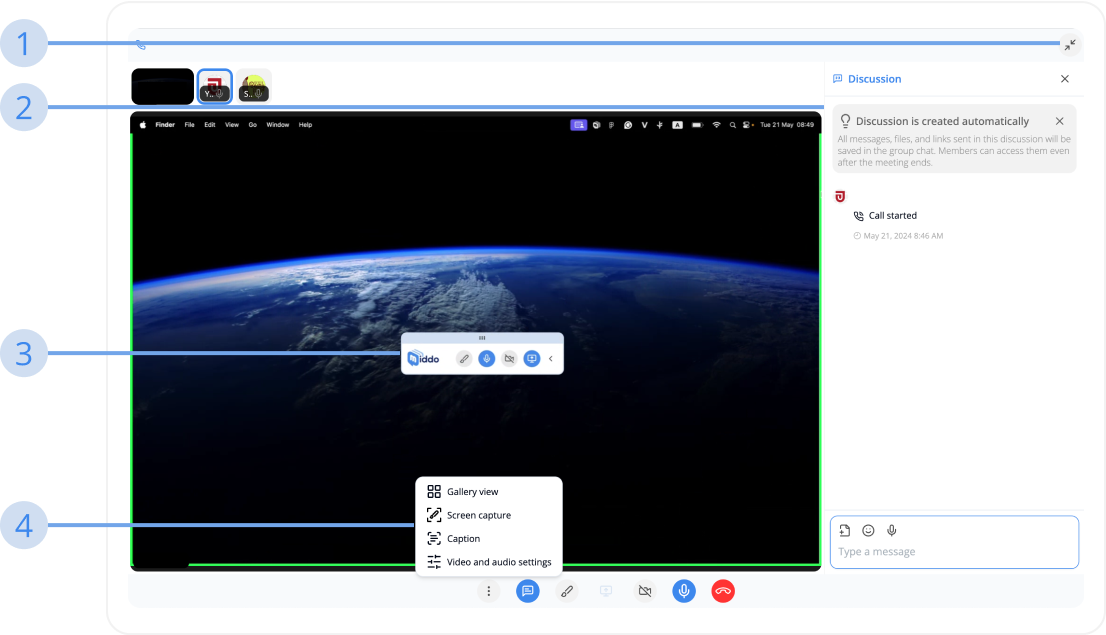 1
Y..
S..
Discussion
2
Finder File Edit View Go Window Help
Tue 21 May 08:49
Discussion is created automatically
All messages, files, and links sent in this discussion will be
saved in the group chat. Members can access them even
after the meeting ends.
Call started
May 21, 2024 8:46 AM
3
iddo
4
Gallery view
Screen capture
Caption
Video and audio settings
Type a message